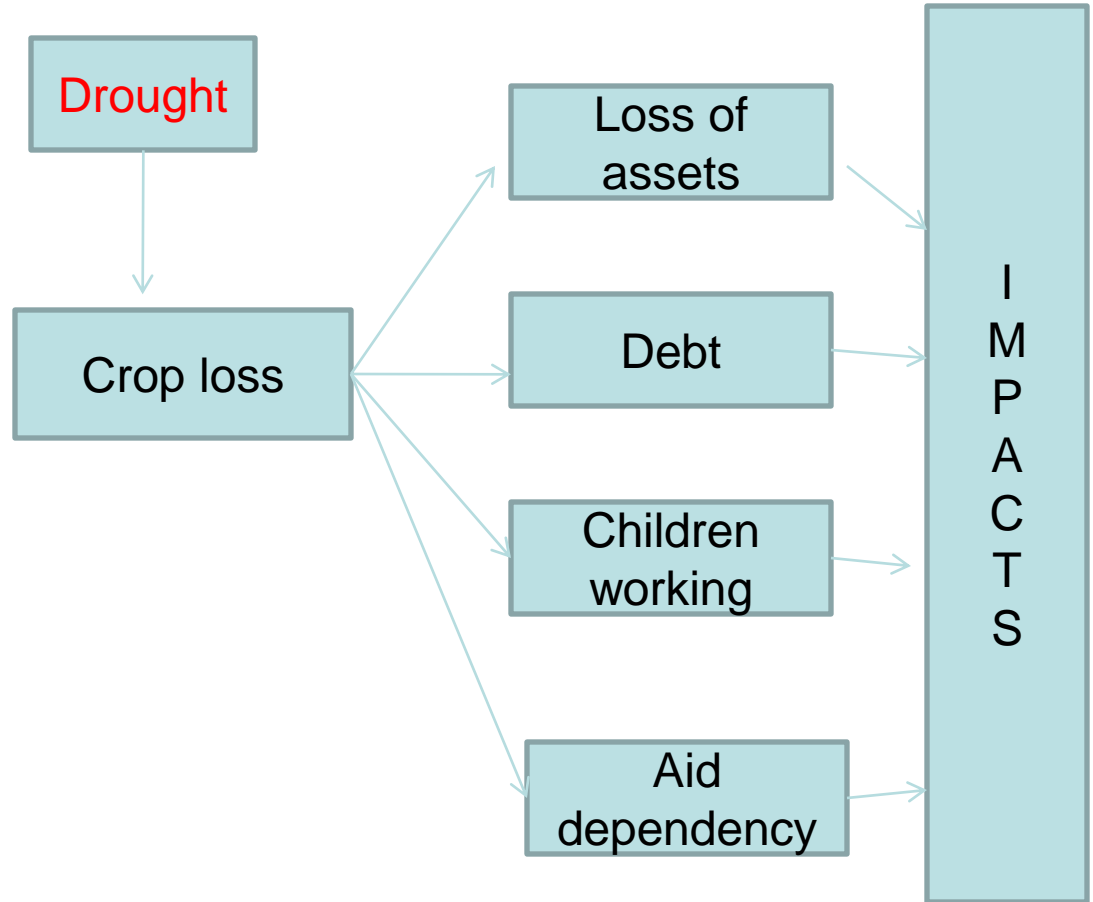 Drought
Crop loss
Loss of
assets
Debt
Children
working
Aid
dependency
I
M
P
A
C
T
S